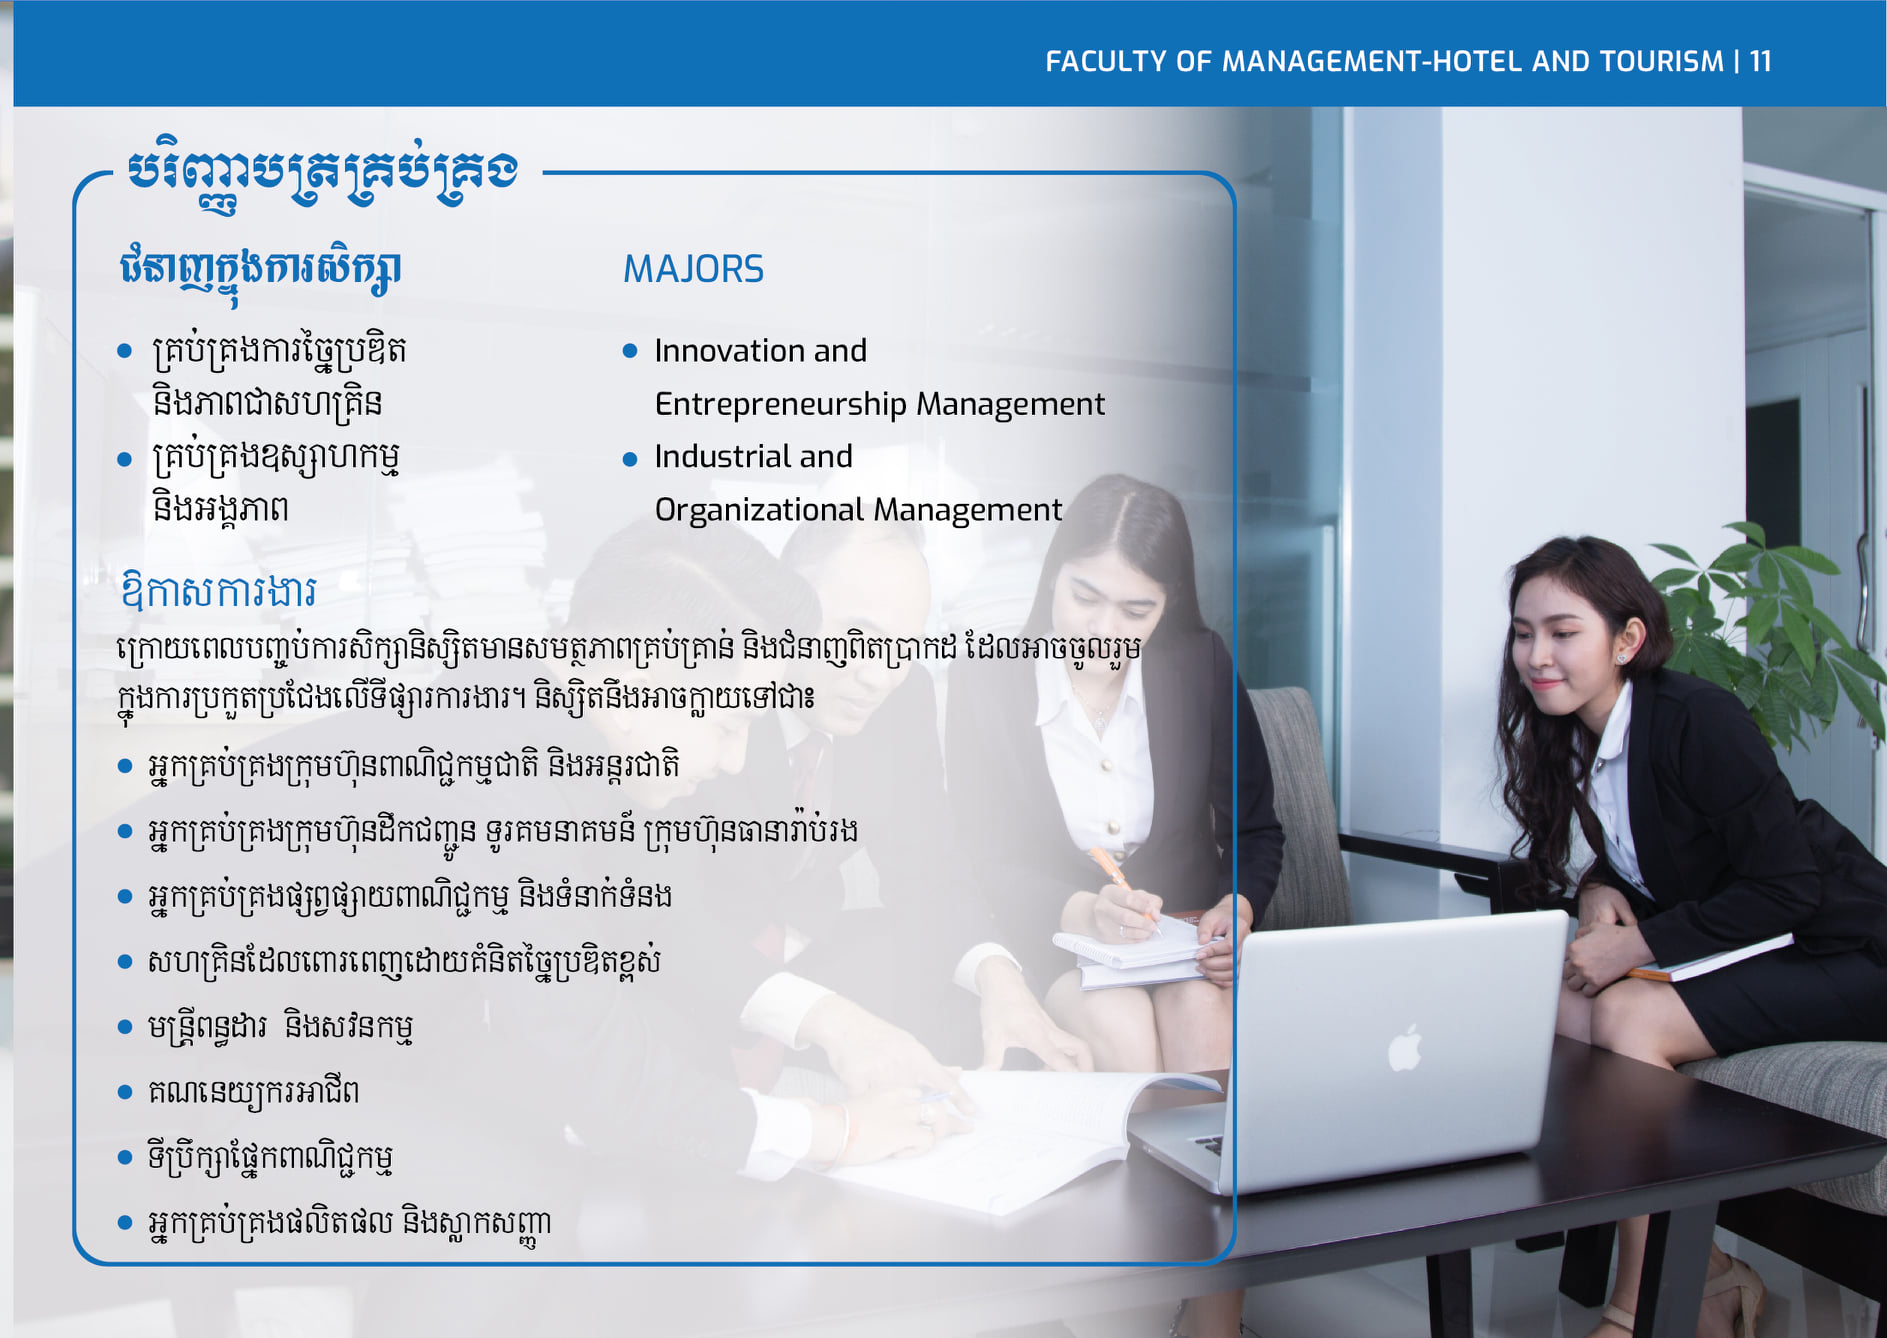 FACULTY OF MANAGEMENT-HOTEL AND TOURISM | 11
បរិញ្ញាបត្រគ្រប់គ្រង
ជំនាញក្នុងការសិក្សា
• គ្រប់គ្រងការច្នៃប្រឌិត
និងភាពជាសហគ្រិន
• គ្រប់គ្រងឧស្សាហកម្ម
និងអង្គភាព
MAJORS
• Innovation and
Entrepreneurship Management
• Industrial and
Organizational Management
ឱកាសការងារ
ក្រោយពេលបញ្ចប់ការសិក្សានិស្សិតមានសមត្ថភាពគ្រប់គ្រាន់ និងជំនាញពិតប្រាកដ ដែលអាចចូលរួម
ក្នុងការប្រកួតប្រជែងលើទីផ្សារការងារ។ និស្សិតនឹងអាចក្លាយទៅជា៖
• អ្នកគ្រប់គ្រងក្រុមហ៊ុនពាណិជ្ជកម្មជាតិ និងអន្តរជាតិ
• អ្នកគ្រប់គ្រងក្រុមហ៊ុនដឹកជញ្ជូន ទូរគមនាគមន៍ ក្រុមហ៊ុនធានារ៉ាប់រង
• អ្នកគ្រប់គ្រងផ្សព្វផ្សាយពាណិជ្ជកម្ម និងទំនាក់ទំនង
• សហគ្រិនដែលពោរពេញដោយគំនិតច្នៃប្រឌិតខ្ពស់
• មន្ត្រីពន្ធដារ និងសវនកម្ម
• គណនេយ្យករអាជីព
• ទីប្រឹក្សាផ្នែកពាណិជ្ជកម្ម
• អ្នកគ្រប់គ្រងផលិតផល និងស្លាកសញ្ញា